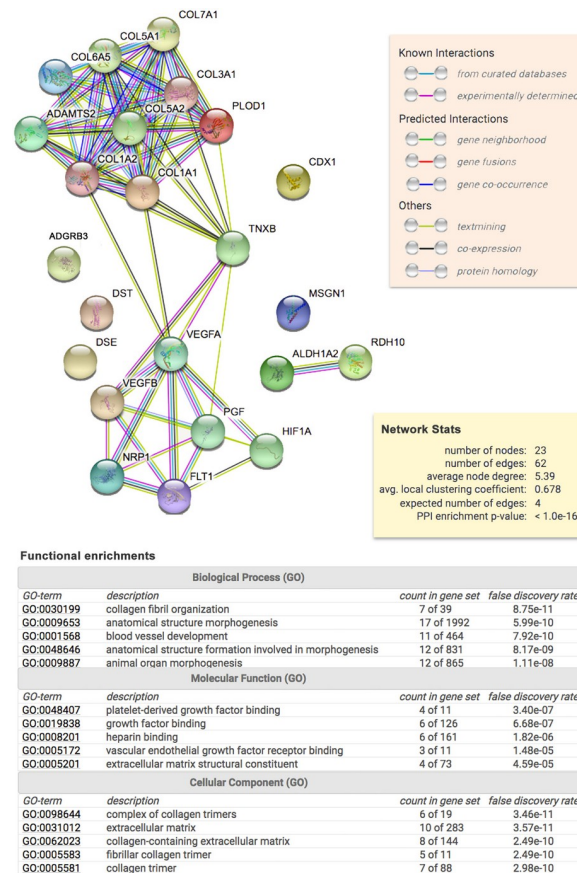 COL7A1
COL5A1
COL6A5
COL3A1
ADAMTS2
COL5A2
PLOD1
COL1A2
COL1A1
CDX1
TNXB
ADGRB3
DST
MSGN1
DSE
VEGFA
RDH10
ALDH1A2
VEGFB
PGF
HIF1A
NRP1
FLT1
Known Interactions
from curated databases
experimentally determined
Predicted Interactions
gene neighborhood
gene fusions
gene co-occurrence
Others
textmining
co-expression
protein homology
Network Stats
number of nodes: 23
number of edges: 62
average node degree: 5.39
avg. local clustering coefficient: 0.678
expected number of edges: 4
PPI enrichment p-value: < 1.0e-16
Functional enrichments
Biological Process (GO)
GO-term description count in gene set false discovery rate
GO:0030199 collagen fibril organization 7 of 39 8.75e-11
GO:0009653 anatomical structure morphogenesis 17 of 1992 5.99e-10
GO:0001568 blood vessel development 11 of 464 7.92e-10
GO:0048646 anatomical structure formation involved in morphogenesis 12 of 831 8.17e-09
GO:0009887 animal organ morphogenesis 12 of 865 1.11e-08
Molecular Function (GO)
GO-term description count in gene set false discovery rate
GO:0048407 platelet-derived growth factor binding 4 of 11 3.40e-07
GO:0019838 growth factor binding 6 of 126 6.68e-07
GO:0008201 heparin binding 6 of 161 1.82e-06
GO:0005172 vascular endothelial growth factor receptor binding 3 of 11 1.48e-05
GO:0005201 extracellular matrix structural constituent 4 of 73 4.59e-05
Cellular Component (GO)
GO-term description count in gene set false discovery rate
GO:0098644 complex of collagen trimers 6 of 19 3.46e-11
GO:0031012 extracellular matrix 10 of 283 3.57e-11
GO:0062023 collagen-containing extracellular matrix 8 of 144 2.49e-10
GO:0005583 fibrillar collagen trimer 5 of 11 2.49e-10
GO:0005581 collagen trimer 7 of 88 2.98e-10